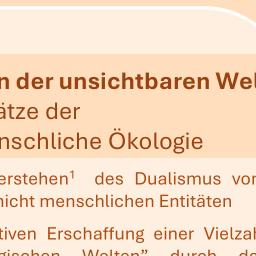 n der unsichtbaren Wel
ätze der
nschliche Ökologie
erstehen¹ des Dualismus vor
nicht menschlichen Entitäten
tiven Erschaffung einer Vielzah
gischen Welten” durch de